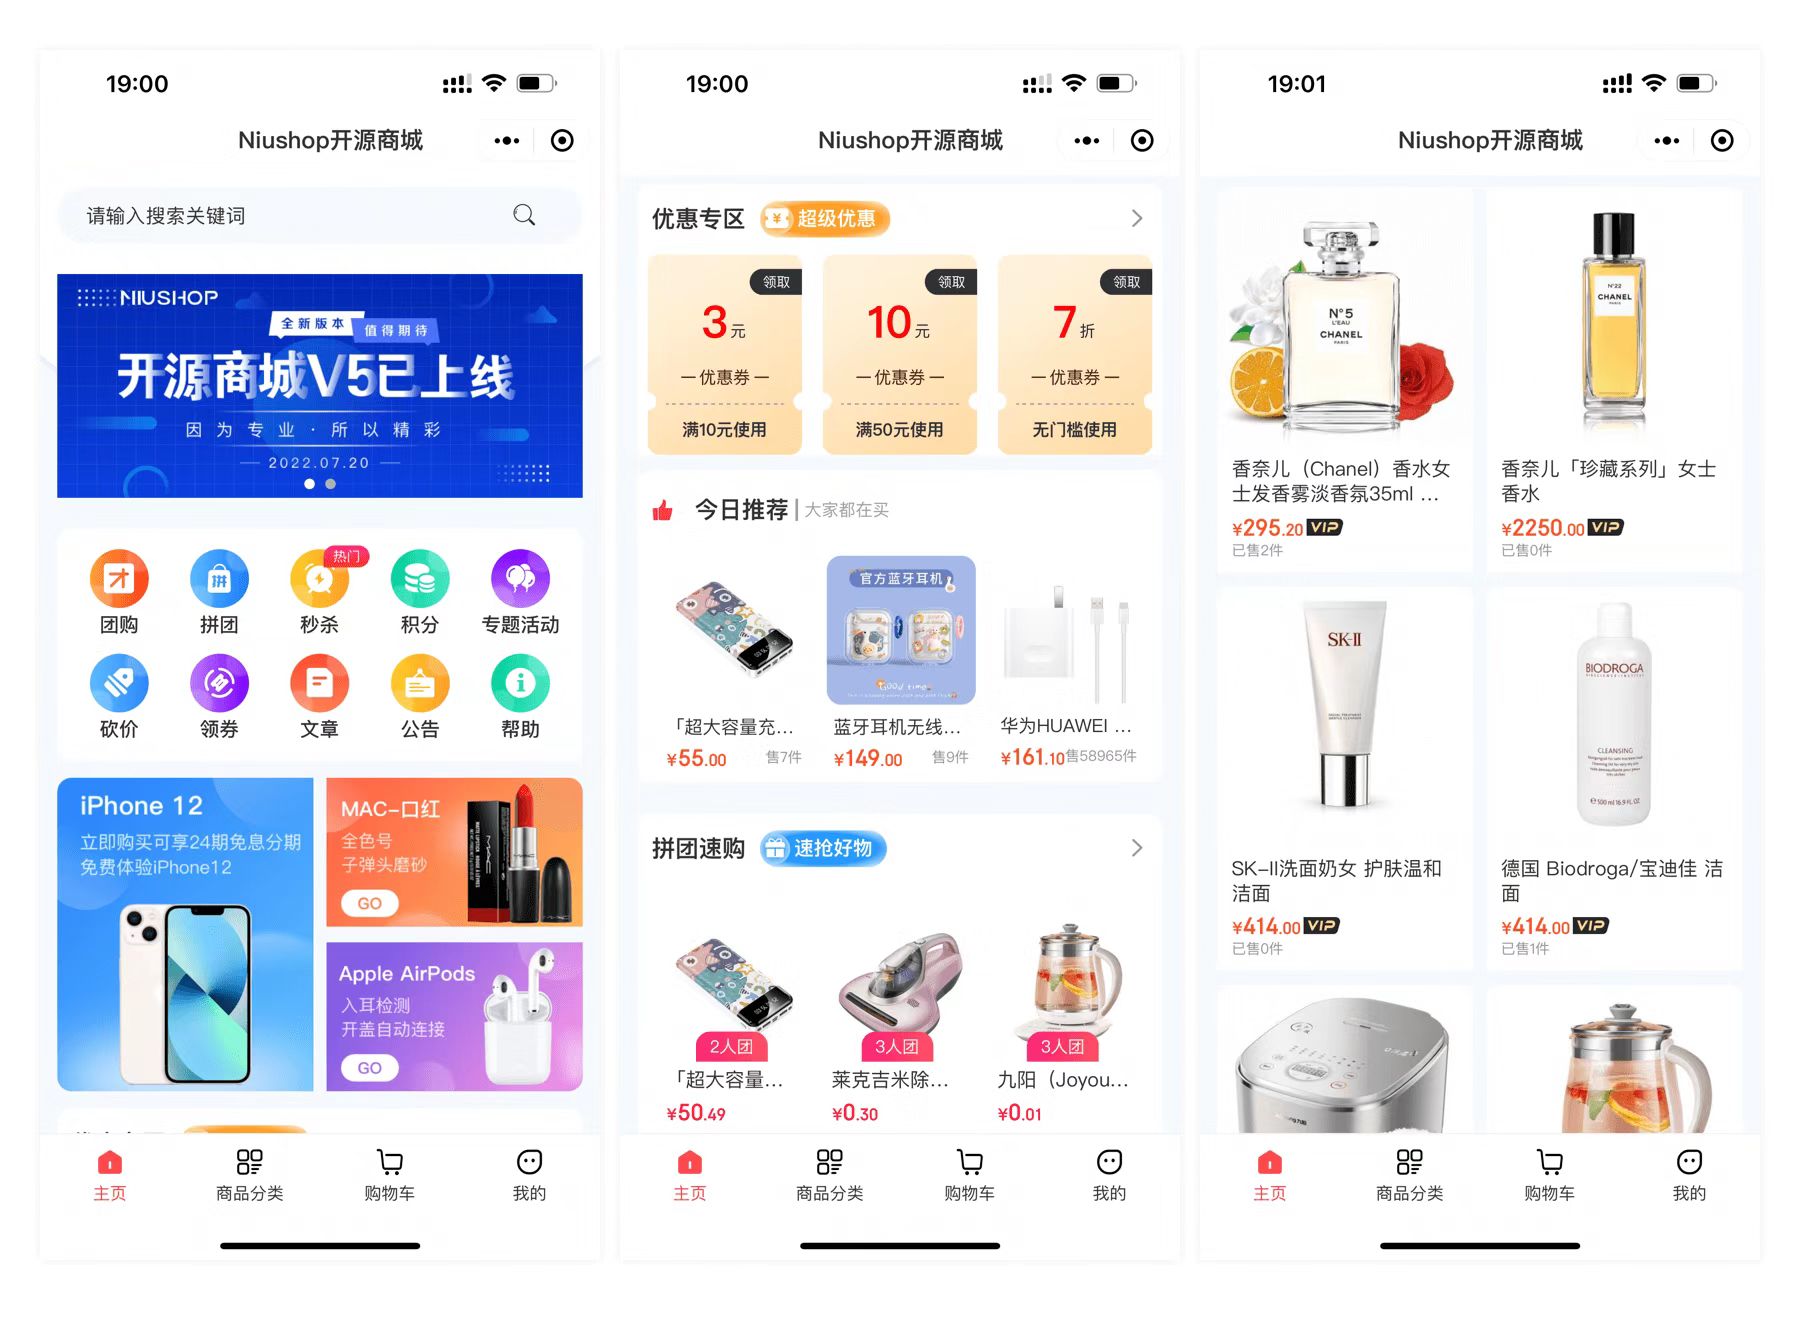 19:00
Niushop开源商城
请输入搜索关键词
NIUSHOP
全新版本
值得期待
开源商城V5已上线
因为专业·所以精彩
2022.07.20
热门
团购
拼团
秒杀
积分
专题活动
砍价
领券
文章
公告
帮助
iPhone 12
立即购买可享24期免息分期
免费体验iPhone12
MAC-口红
全色号
子弹头磨砂
GO
Apple AirPods
入耳检测
开盖自动连接
GO
主页
商品分类
购物车
我的
19:00
Niushop开源商城
优惠专区
超级优惠
领取
3元
优惠券
满10元使用
领取
10元
优惠券
满50元使用
领取
7折
优惠券
无门槛使用
今日推荐
大家都在买
官方蓝牙耳机
Good time
「超大容量充...
¥55.00
售7件
蓝牙耳机无线...
¥149.00
售9件
华为HUAWEI ...
¥161.10
售58965件
拼团速购
速抢好物
2人团
「超大容量...
¥50.49
3人团
莱克吉米除...
¥0.30
3人团
九阳（Joyou...
¥0.01
主页
商品分类
购物车
我的
19:01
Niushop开源商城
N°5
L'EAU
CHANEL
PARIS
香奈儿（Chanel）香水女
士发香雾淡香氛35ml ...
¥295.20 VIP
已售2件
N°22
CHANEL
PARIS
香奈儿「珍藏系列」女士
香水
¥2250.00 VIP
已售0件
SK-II
SK-II洗面奶女 护肤温和
洁面
¥414.00 VIP
已售0件
BIODROGA
CLEANSING
500 ml 16.9 FL.OZ
德国 Biodroga/宝迪佳 洁
面
¥414.00 VIP
已售1件
主页
商品分类
购物车
我的